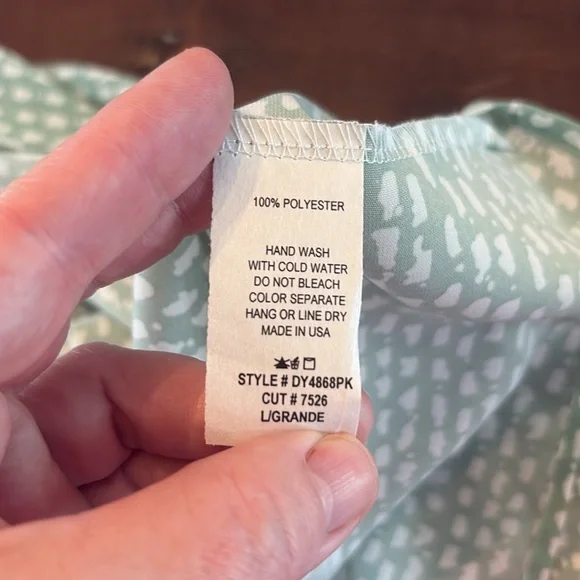 100% POLYESTER
HAND WASH
WITH COLD WATER
DO NOT BLEACH
COLOR SEPARATE
HANG OR LINE DRY
MADE IN USA
STYLE # DY4868PK
CUT # 7526
L/GRANDE